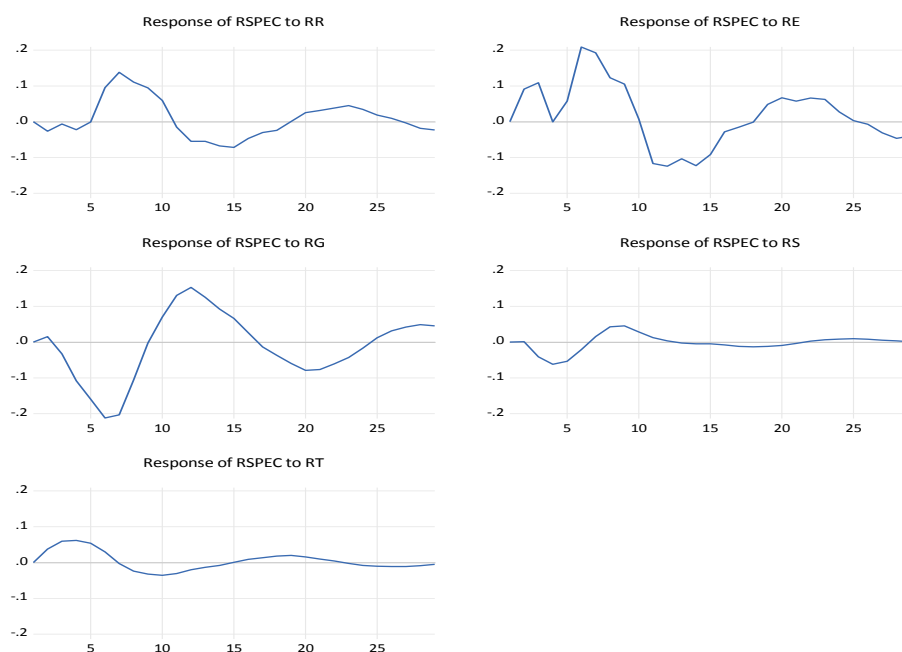 Response of RSPEC to RR
.2
.1
.0
-.1
-.2
5 10 15 20 25
Response of RSPEC to RE
.2
.1
.0
-.1
-.2
5 10 15 20 25
Response of RSPEC to RG
.2
.1
.0
-.1
-.2
5 10 15 20 25
Response of RSPEC to RS
.2
.1
.0
-.1
-.2
5 10 15 20 25
Response of RSPEC to RT
.2
.1
.0
-.1
-.2
5 10 15 20 25